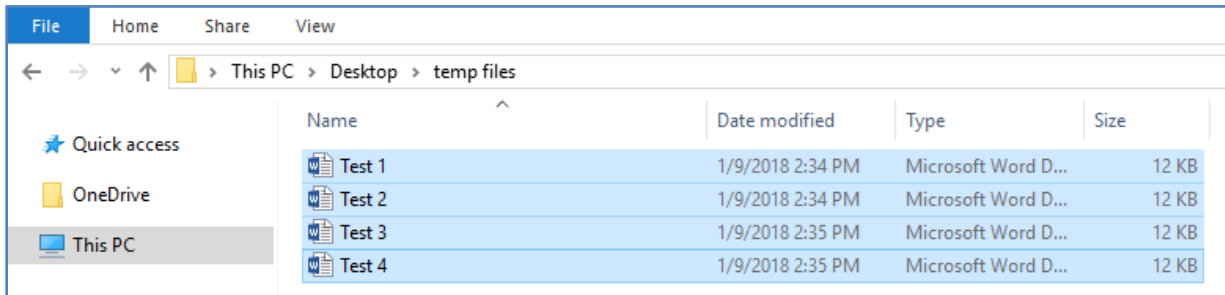 File Home Share View
This PC > Desktop > temp files
Name Date modified Type Size
Quick access
Test 1 1/9/2018 2:34 PM Microsoft Word D... 12 KB
OneDrive
Test 2 1/9/2018 2:34 PM Microsoft Word D... 12 KB
Test 3 1/9/2018 2:35 PM Microsoft Word D... 12 KB
This PC
Test 4 1/9/2018 2:35 PM Microsoft Word D... 12 KB